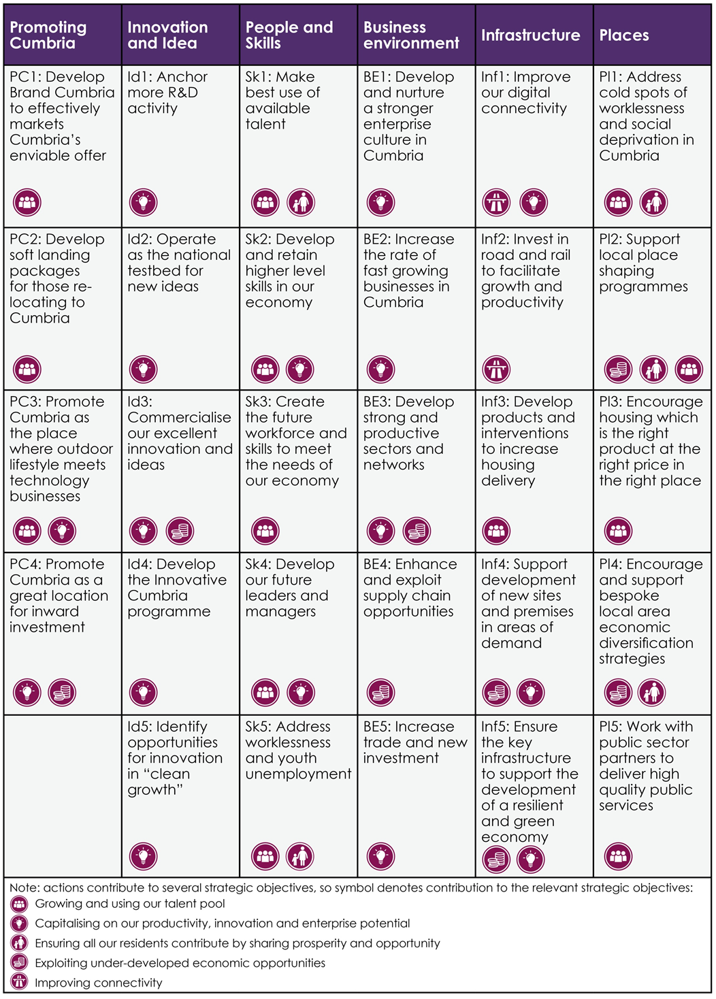 Promoting
Cumbria
Innovation
and Idea
People and
Skills
Business
environment
Infrastructure
Places
PC1: Develop
Brand Cumbria
to effectively
markets
Cumbria’s
enviable offer
Id1: Anchor
more R&D
activity
Sk1: Make
best use of
available
talent
BE1: Develop
and nurture
a stronger
enterprise
culture in
Cumbria
Inf1: Improve
our digital
connectivity
Pl1: Address
cold spots of
worklessness
and social
deprivation in
Cumbria
PC2: Develop
soft landing
packages
for those re-
locating to
Cumbria
Id2: Operate
as the national
testbed for
new ideas
Sk2: Develop
and retain
higher level
skills in our
economy
BE2: Increase
the rate of
fast growing
businesses in
Cumbria
Inf2: Invest in
road and rail
to facilitate
growth and
productivity
Pl2: Support
local place
shaping
programmes
PC3: Promote
Cumbria as
the place
where outdoor
lifestyle meets
technology
businesses
Id3:
Commercialise
our excellent
innovation and
ideas
Sk3: Create
the future
workforce and
skills to meet
the needs of
our economy
BE3: Develop
strong and
productive
sectors and
networks
Inf3: Develop
products and
interventions
to increase
housing
delivery
Pl3: Encourage
housing which
is the right
product at the
right price in
the right place
PC4: Promote
Cumbria as a
great location
for inward
investment
Id4: Develop
the Innovative
Cumbria
programme
Sk4: Develop
our future
leaders and
managers
BE4: Enhance
and exploit
supply chain
opportunities
Inf4: Support
development
of new sites
and premises
in areas of
demand
Pl4: Encourage
and support
bespoke
local area
economic
diversification
strategies
Id5: Identify
opportunities
for innovation
in “clean
growth”
Sk5: Address
worklessness
and youth
unemployment
BE5: Increase
trade and new
investment
Inf5: Ensure
the key
infrastructure
to support the
development
of a resilient
and green
economy
Pl5: Work with
public sector
partners to
deliver high
quality public
services
Note: actions contribute to several strategic objectives, so symbol denotes contribution to the relevant strategic objectives:
Growing and using our talent pool
Capitalising on our productivity, innovation and enterprise potential
Ensuring all our residents contribute by sharing prosperity and opportunity
Exploiting under-developed economic opportunities
Improving connectivity